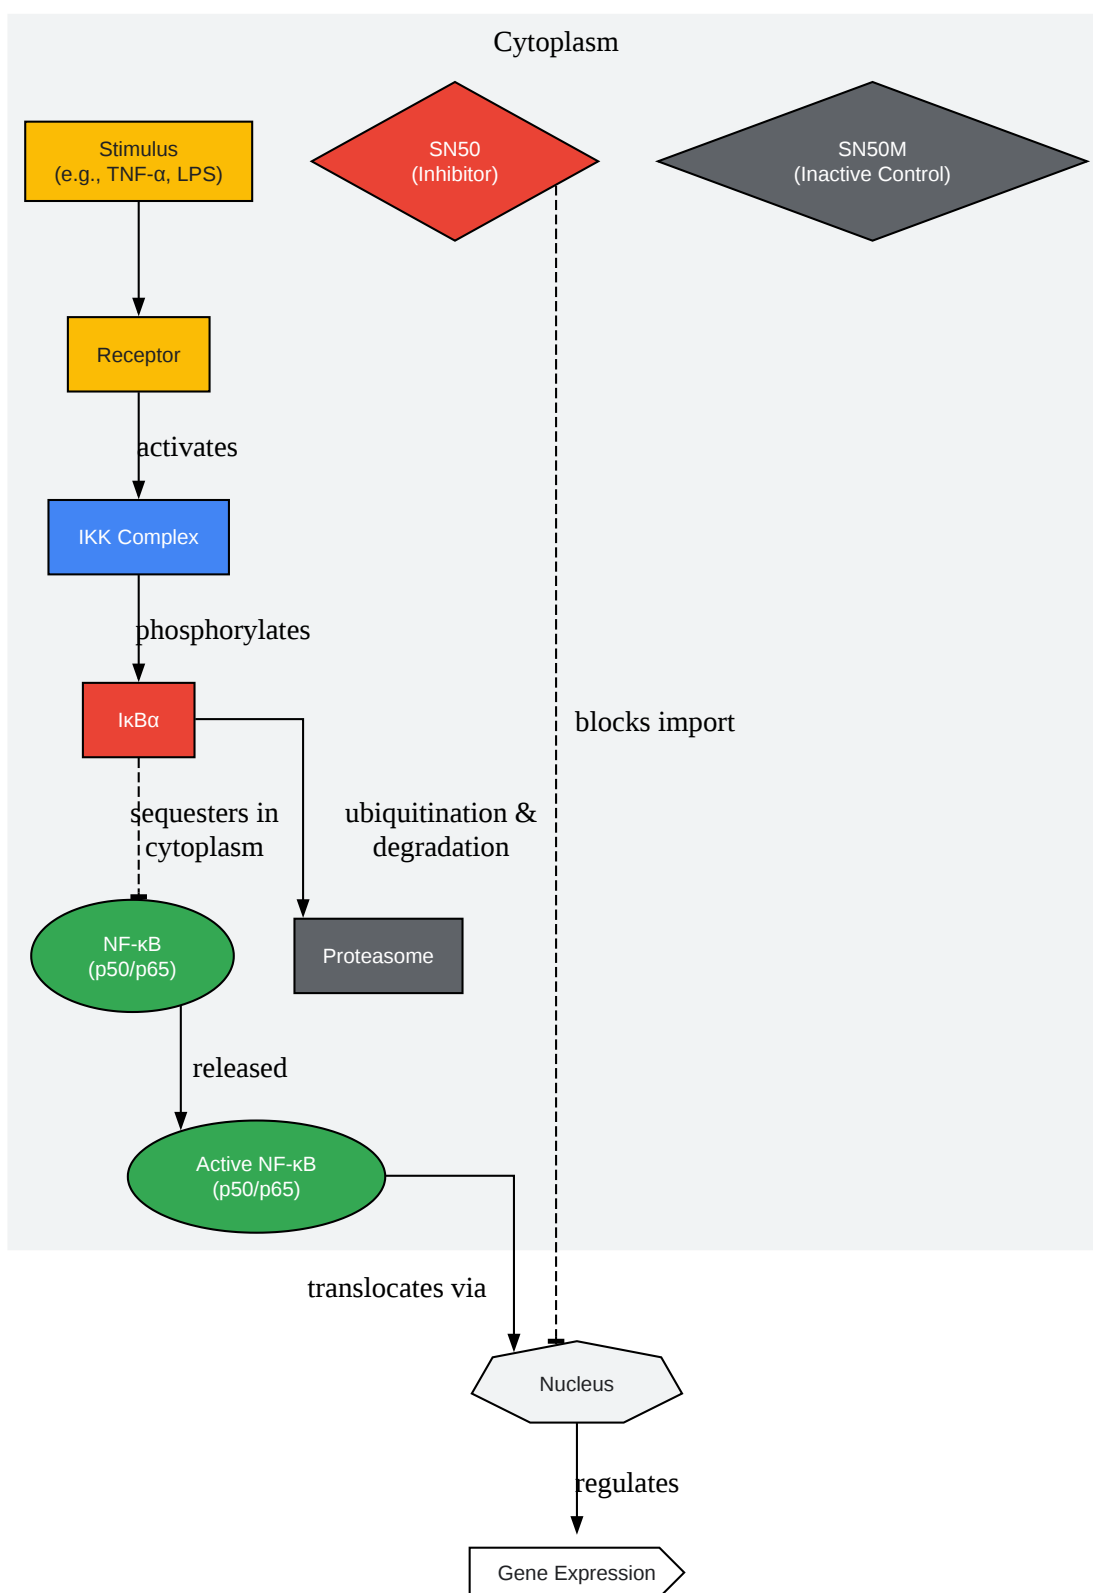 Cytoplasm
Stimulus
(e.g., TNF-α, LPS)
SN50
(Inhibitor)
SN50M
(Inactive Control)
Receptor
activates
IKK Complex
phosphorylates
IκBα
blocks import
sequesters in
cytoplasm
ubiquitination &
degradation
NF-κB
(p50/p65)
Proteasome
released
Active NF-κB
(p50/p65)
translocates via
Nucleus
regulates
Gene Expression